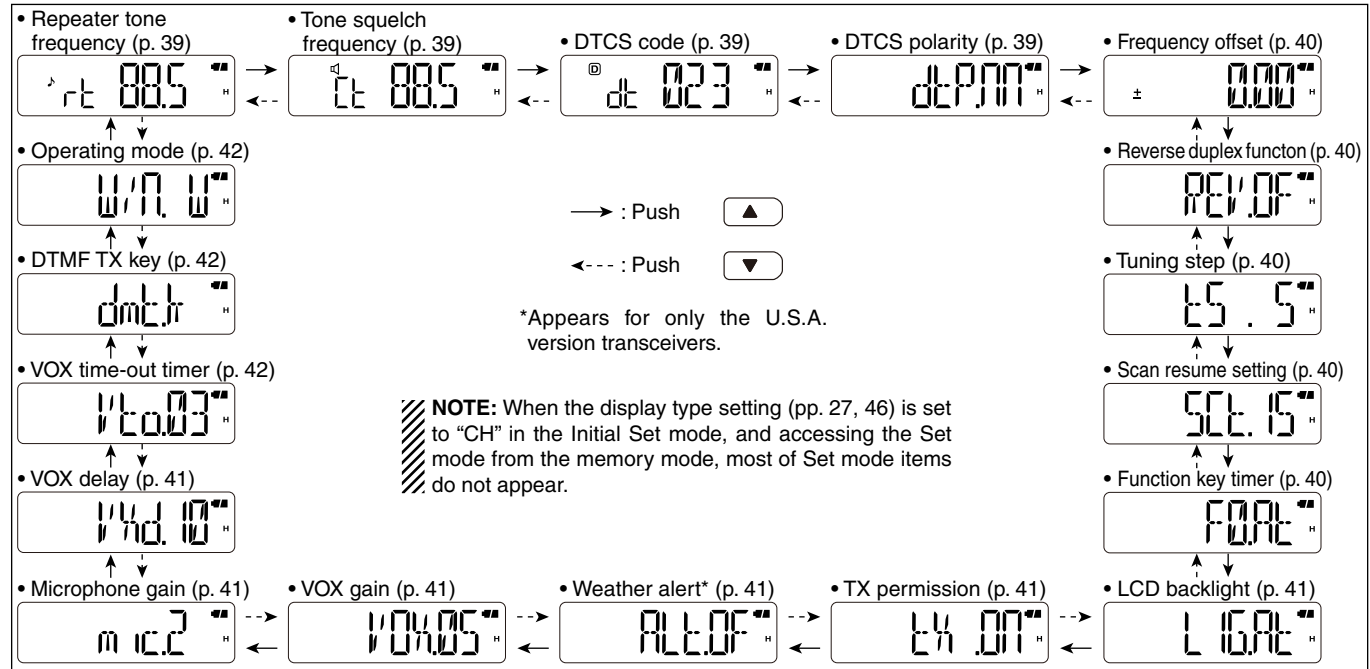 • Repeater tone frequency (p. 39)
♪ rt 88.5 H
• Tone squelch frequency (p. 39)
Ct 88.5 H
• DTCS code (p. 39)
D dt 023 H
• DTCS polarity (p. 39)
dtP.NN H
• Frequency offset (p. 40)
± 0.00 H
• Operating mode (p. 42)
W/N. W H
• Reverse duplex functon (p. 40)
REV.OF H
→ : Push ▲
• DTMF TX key (p. 42)
dmt.k H
<--- : Push ▼
• Tuning step (p. 40)
tS . 5 H
*Appears for only the U.S.A.
version transceivers.
• VOX time-out timer (p. 42)
Vto.03 H
• Scan resume setting (p. 40)
SCt. 15 H
NOTE: When the display type setting (pp. 27, 46) is set
to “CH” in the Initial Set mode, and accessing the Set
mode from the memory mode, most of Set mode items
do not appear.
• VOX delay (p. 41)
VXd. 10 H
• Function key timer (p. 40)
F0.At H
• Microphone gain (p. 41)
mic.2 H
• VOX gain (p. 41)
VOX.05 H
• Weather alert* (p. 41)
ALt.OF H
• TX permission (p. 41)
tX .ON H
• LCD backlight (p. 41)
LIG.At H